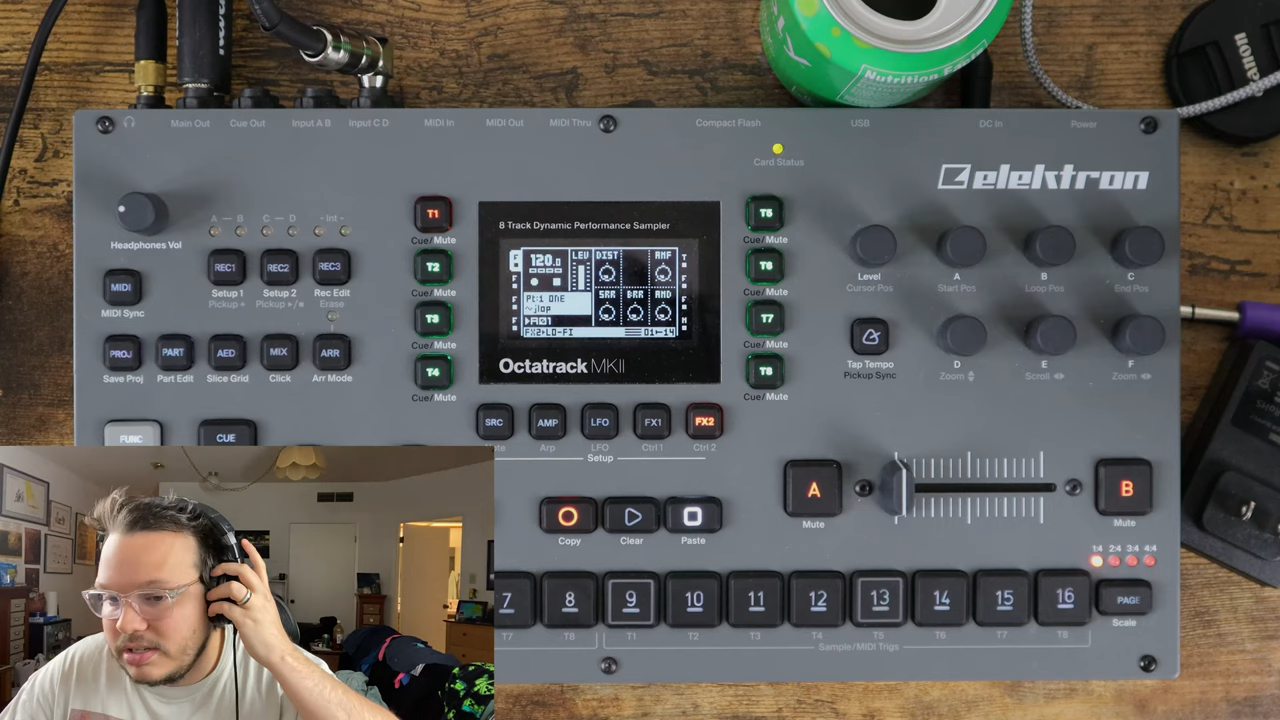 Nutrition Fa
Canon
Main Out
Cue Out
Input A B
Input C D
MIDI In
MIDI Out
MIDI Thru
Compact Flash
USB
DC In
Power
Card Status
elektron
Headphones Vol
A — B
C — D
- Int -
REC1
REC2
REC3
Setup 1
Setup 2
Rec Edit
Pickup +
Pickup ▸/■
Erase
MIDI
MIDI Sync
PROJ
PART
AED
MIX
ARR
Save Proj
Part Edit
Slice Grid
Click
Arr Mode
FUNC
CUE
T1
Cue/Mute
T2
Cue/Mute
T3
Cue/Mute
T4
Cue/Mute
8 Track Dynamic Performance Sampler
120.0
LEV
DIST
AMF
SRR
BRR
AMD
Pt:1 ONE
~jlop
A01
FX2▸LO-FI
01 14
Octatrack MKII
T5
Cue/Mute
T6
Cue/Mute
T7
Cue/Mute
T8
Cue/Mute
SRC
AMP
LFO
FX1
FX2
Arp
LFO
Ctrl 1
Ctrl 2
Setup
Level
A
B
C
Cursor Pos
Start Pos
Loop Pos
End Pos
Tap Tempo
Pickup Sync
D
E
F
Zoom
Scroll
Zoom
Copy
Clear
Paste
A
Mute
B
Mute
1:4 2:4 3:4 4:4
PAGE
Scale
7
8
9
10
11
12
13
14
15
16
T7
T8
T1
T2
T3
T4
T5
T6
T7
T8
Sample/MIDI Trigs